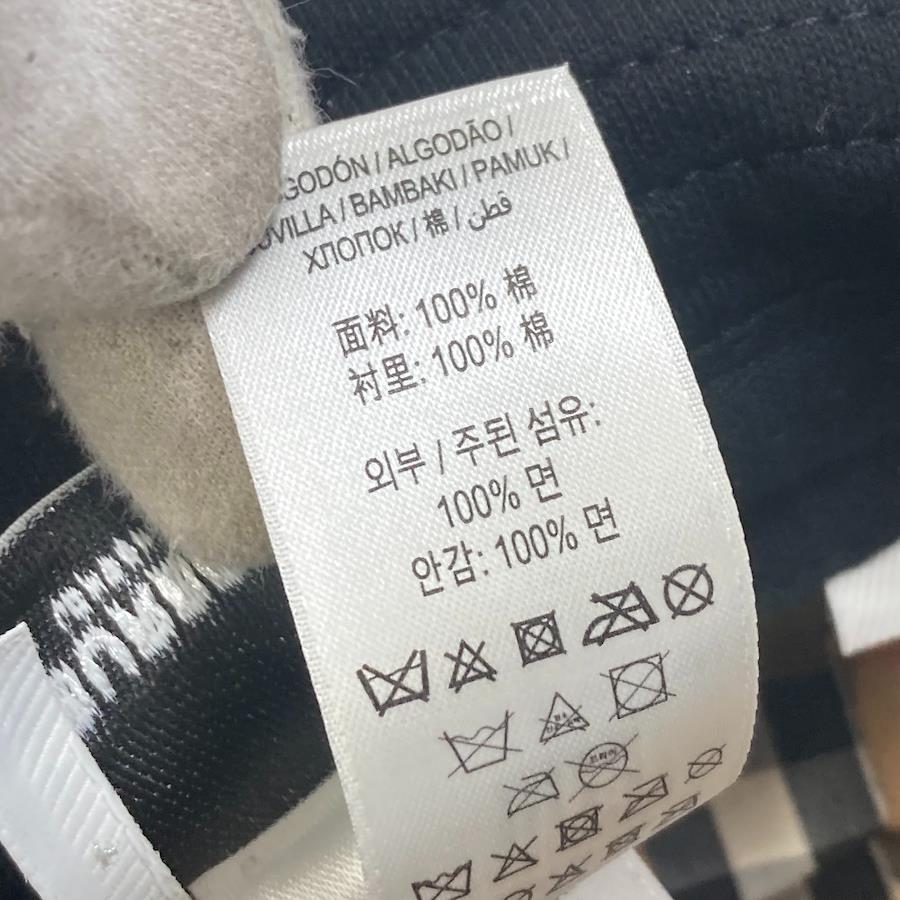 GODÓN / ALGODÃO /
UVILLA / BAMBAKI / PAMUK /
ХЛОПОК / 棉 / قطن
面料: 100% 棉
衬里: 100% 棉
외부 / 주된 섬유:
100% 면
안감: 100% 면